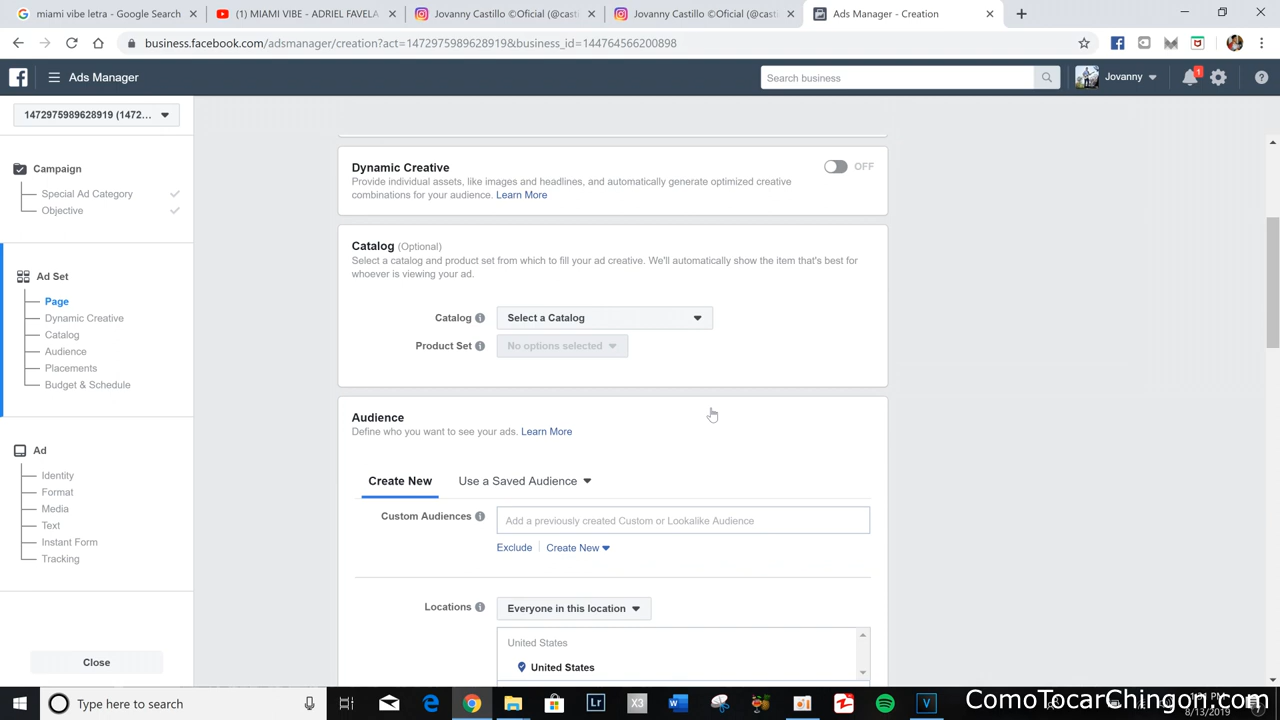 miami vibe letra - Google Search
(1) MIAMI VIBE - ADRIEL FAVELA
Jovanny Castillo ©Oficial (@casti
Jovanny Castillo ©Oficial (@casti
Ads Manager - Creation
business.facebook.com/adsmanager/creation?act=1472975989628919&business_id=144764566200898
Ads Manager
Search business
Jovanny
1
1472975989628919 (1472...
Campaign
Special Ad Category
Objective
Ad Set
Page
Dynamic Creative
Catalog
Audience
Placements
Budget & Schedule
Ad
Identity
Format
Media
Text
Instant Form
Tracking
Close
Dynamic Creative
OFF
Provide individual assets, like images and headlines, and automatically generate optimized creative
combinations for your audience. Learn More
Catalog (Optional)
Select a catalog and product set from which to fill your ad creative. We'll automatically show the item that's best for
whoever is viewing your ad.
Catalog
Select a Catalog
Product Set
No options selected
Audience
Define who you want to see your ads. Learn More
Create New
Use a Saved Audience
Custom Audiences
Add a previously created Custom or Lookalike Audience
Exclude
Create New
Locations
Everyone in this location
United States
United States
Type here to search
Lr
X3
V
ComoTocarChingon.com
8/13/2019